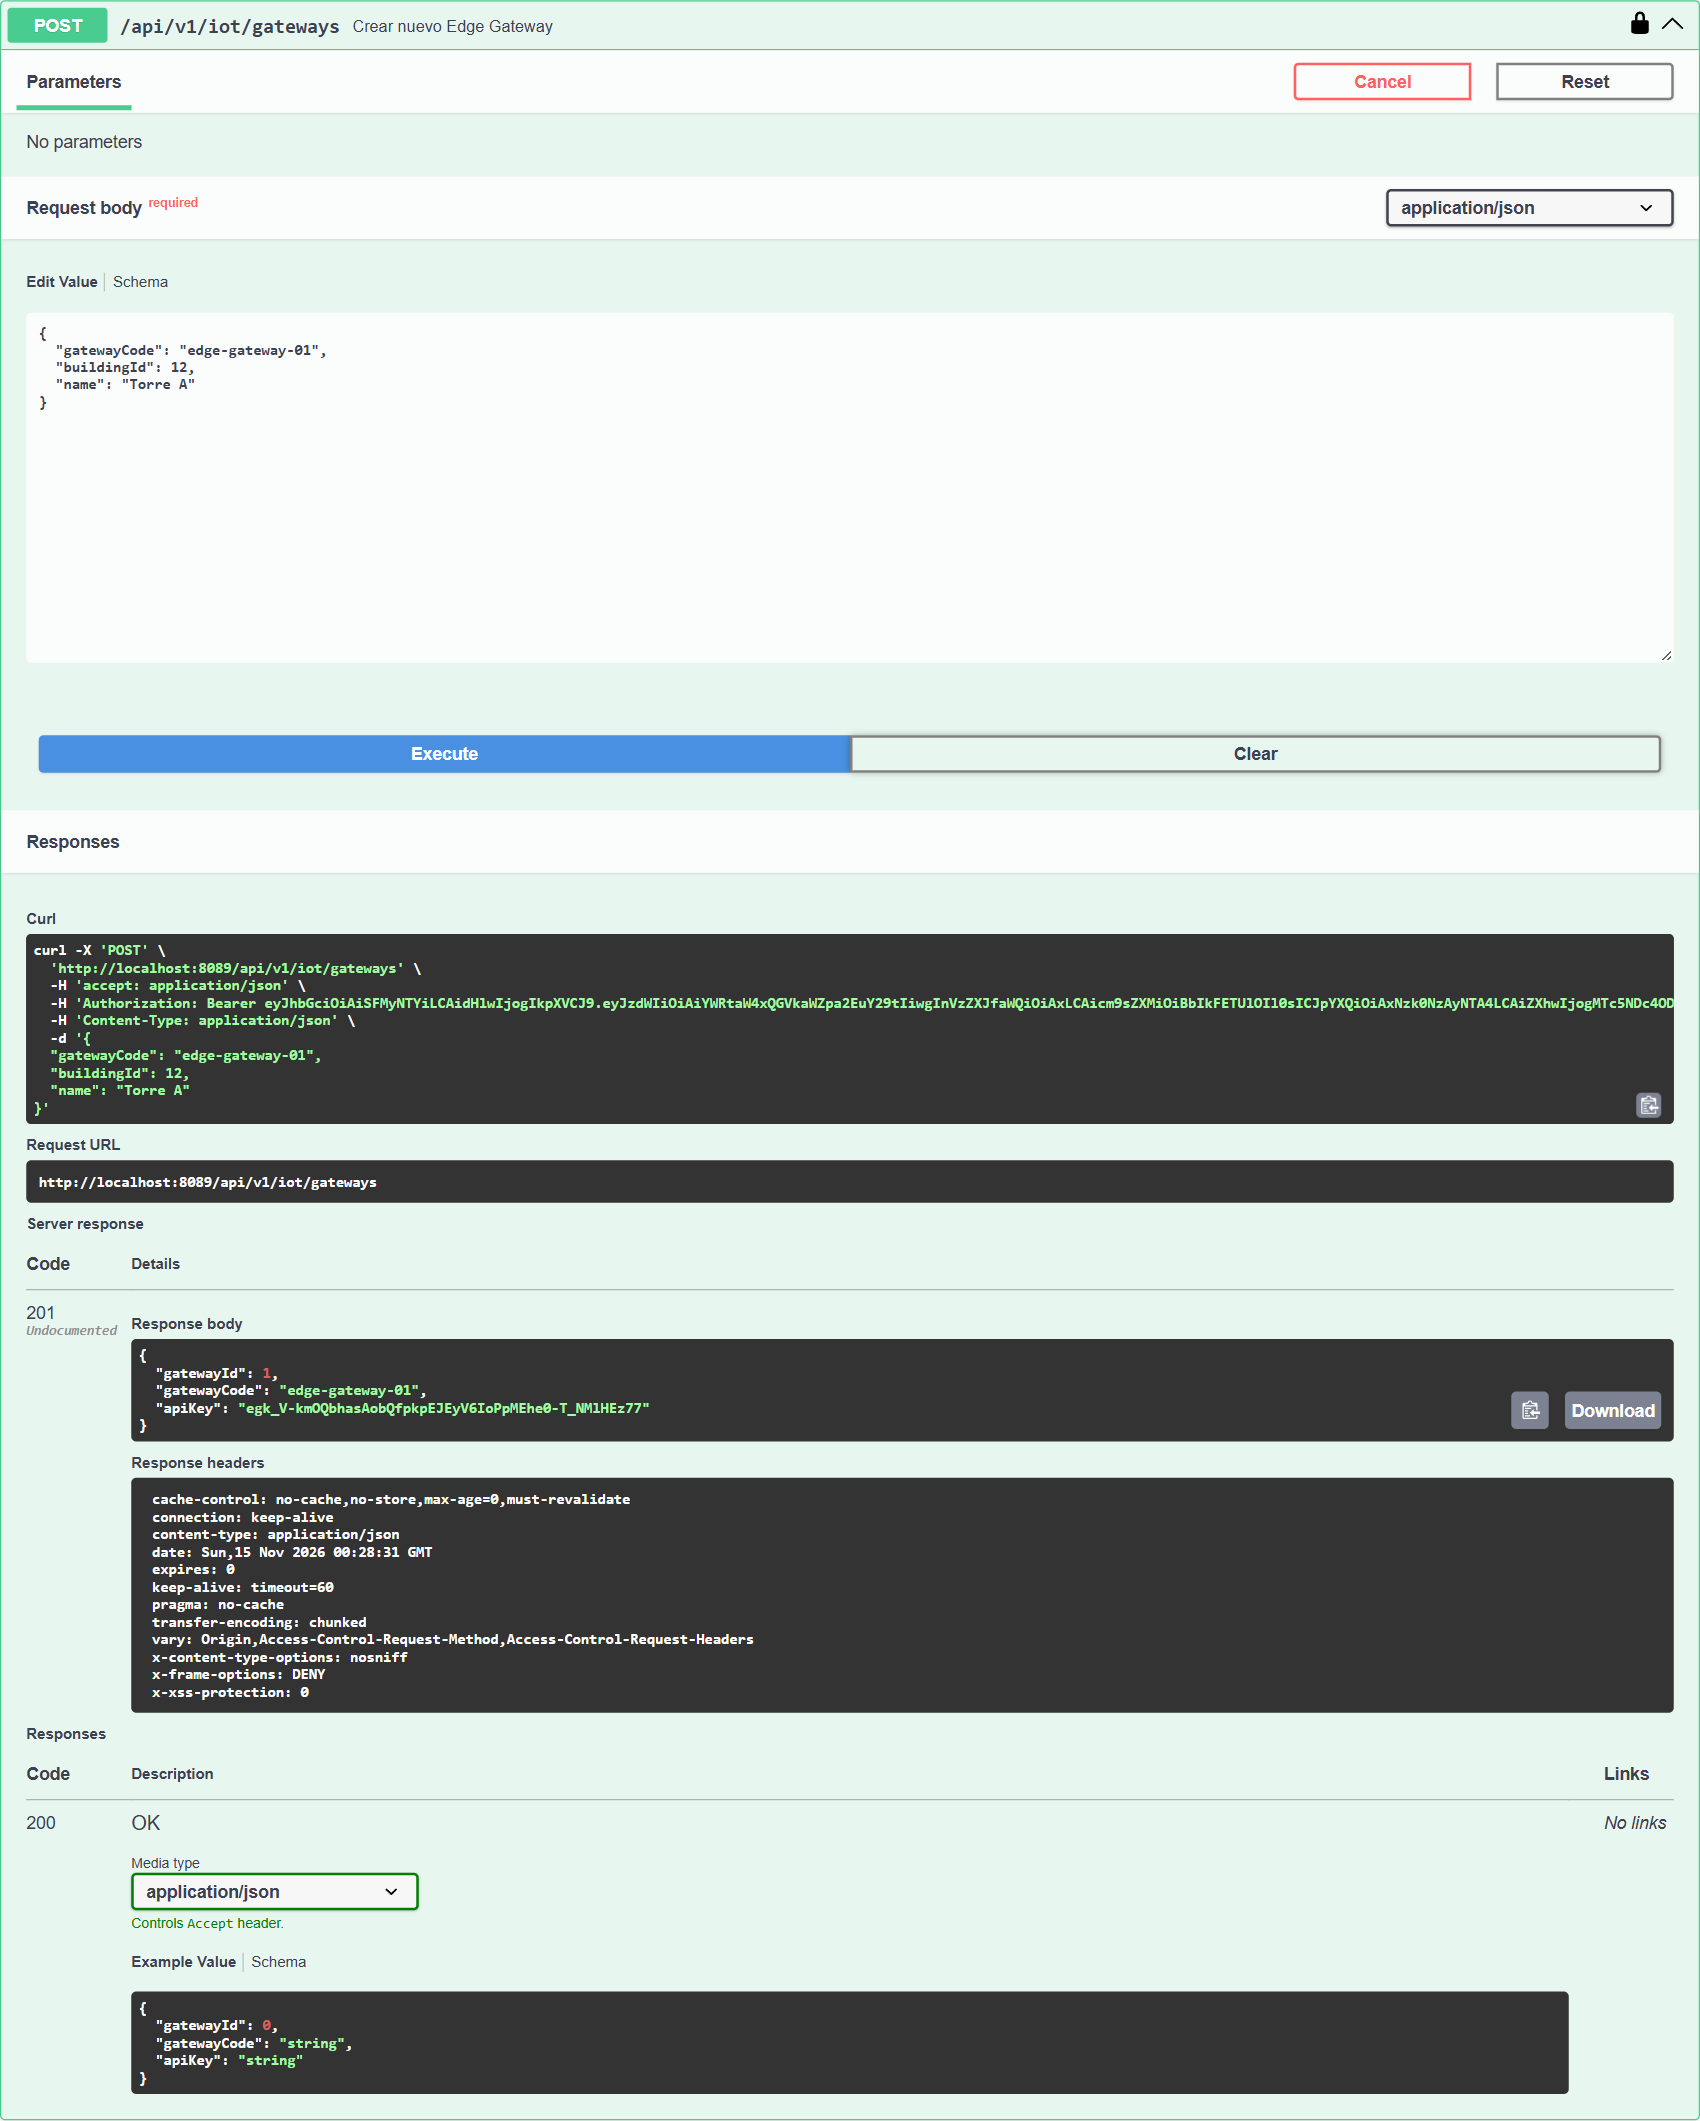 POST /api/v1/iot/gateways Crear nuevo Edge Gateway
Parameters
Cancel
Reset
No parameters
Request body required
application/json
Edit Value
Schema
{
  "gatewayCode": "edge-gateway-01",
  "buildingId": 12,
  "name": "Torre A"
}
Execute
Clear
Responses
Curl
curl -X 'POST' \
  'http://localhost:8089/api/v1/iot/gateways' \
  -H 'accept: application/json' \
  -H 'Authorization: Bearer eyJhbGciOiAiSFMyNTYiLCAidHlwIjogIkpXVCJ9.eyJzdWIiOiAiYWRtaW4xQGVkaWZpa2EuY29tIiwgInVzZXJfaWQiOiAxLCAicm9sZXMiOiBbIkFETUlOIl0sICJpYXQiOiAxNzk0NzAyNTA4LCAiZXhwIjogMTc5NDc4OD
  -H 'Content-Type: application/json' \
  -d '{
  "gatewayCode": "edge-gateway-01",
  "buildingId": 12,
  "name": "Torre A"
}'
Request URL
http://localhost:8089/api/v1/iot/gateways
Server response
Code
Details
201
Undocumented
Response body
{
  "gatewayId": 1,
  "gatewayCode": "edge-gateway-01",
  "apiKey": "egk_V-kmOQbhasAobQfpkpEJEyV6IoPpMEhe0-T_NMlHEz77"
}
Download
Response headers
cache-control: no-cache,no-store,max-age=0,must-revalidate
connection: keep-alive
content-type: application/json
date: Sun,15 Nov 2026 00:28:31 GMT
expires: 0
keep-alive: timeout=60
pragma: no-cache
transfer-encoding: chunked
vary: Origin,Access-Control-Request-Method,Access-Control-Request-Headers
x-content-type-options: nosniff
x-frame-options: DENY
x-xss-protection: 0
Responses
Code
Description
Links
200
OK
No links
Media type
application/json
Controls Accept header.
Example Value
Schema
{
  "gatewayId": 0,
  "gatewayCode": "string",
  "apiKey": "string"
}